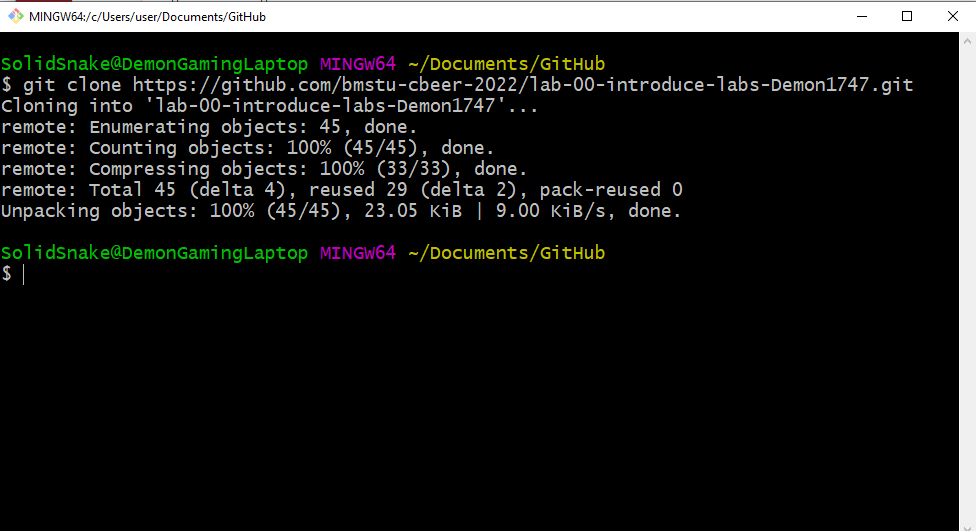 MINGW64:/c/Users/user/Documents/GitHub
SolidSnake@DemonGamingLaptop MINGW64 ~/Documents/GitHub
$ git clone https://github.com/bmstu-cbeer-2022/lab-00-introduce-labs-Demon1747.git
Cloning into 'lab-00-introduce-labs-Demon1747'...
remote: Enumerating objects: 45, done.
remote: Counting objects: 100% (45/45), done.
remote: Compressing objects: 100% (33/33), done.
remote: Total 45 (delta 4), reused 29 (delta 2), pack-reused 0
Unpacking objects: 100% (45/45), 23.05 KiB | 9.00 KiB/s, done.
SolidSnake@DemonGamingLaptop MINGW64 ~/Documents/GitHub
$